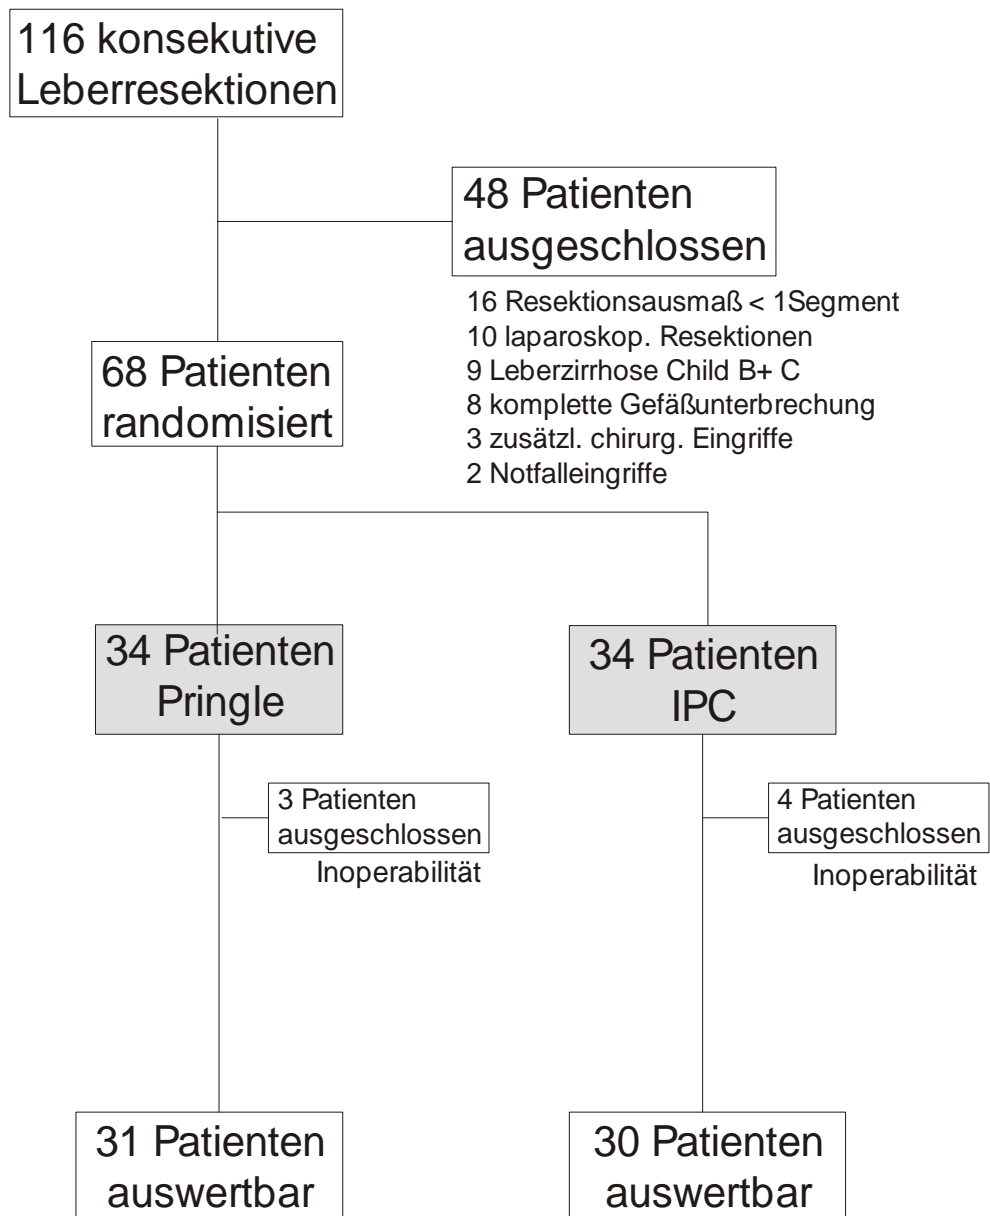 116 konsekutive
Leberresektionen
48 Patienten
ausgeschlossen
16 Resektionsausmaß < 1Segment
10 laparoskop. Resektionen
9 Leberzirrhose Child B+ C
8 komplette Gefäßunterbrechung
3 zusätzl. chirurg. Eingriffe
2 Notfalleingriffe
68 Patienten
randomisiert
34 Patienten
Pringle
34 Patienten
IPC
3 Patienten
ausgeschlossen
Inoperabilität
4 Patienten
ausgeschlossen
Inoperabilität
31 Patienten
auswertbar
30 Patienten
auswertbar